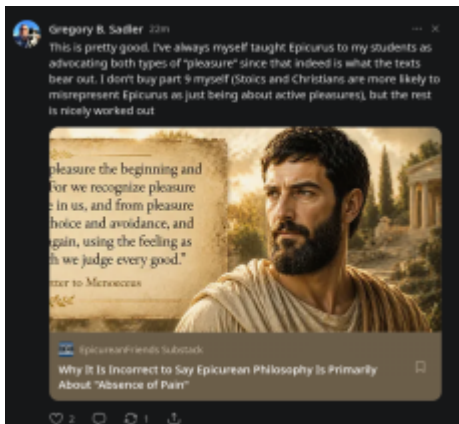 Gregory B. Sadler 22m
This is pretty good. I've always myself taught Epicurus to my students as
advocating both types of "pleasure" since that indeed is what the texts
bear out. I don't buy part 9 myself (Stoics and Christians are more likely to
misrepresent Epicurus as just being about active pleasures), but the rest
is nicely worked out
pleasure the beginning and
For we recognize pleasure
e in us, and from pleasure
hoice and avoidance, and
gain, using the feeling as
h we judge every good."
tter to Menoeceus
EpicureanFriends Substack
Why It Is Incorrect to Say Epicurean Philosophy Is Primarily
About "Absence of Pain"
2 1